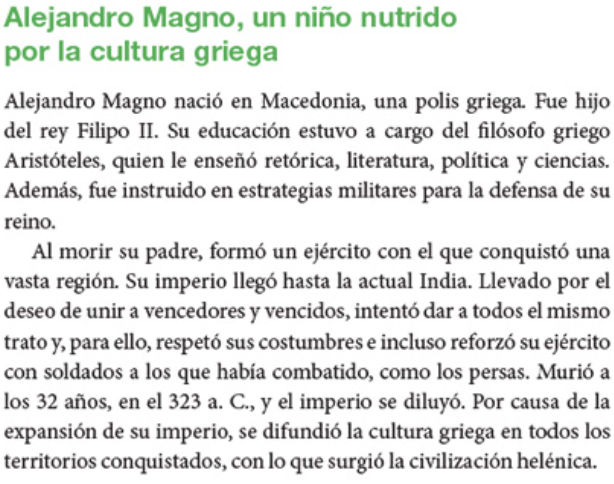 Alejandro Magno, un niño nutrido
por la cultura griega
Alejandro Magno nació en Macedonia, una polis griega. Fue hijo
del rey Filipo II. Su educación estuvo a cargo del filósofo griego
Aristóteles, quien le enseñó retórica, literatura, política y ciencias.
Además, fue instruido en estrategias militares para la defensa de su
reino.
Al morir su padre, formó un ejército con el que conquistó una
vasta región. Su imperio llegó hasta la actual India. Llevado por el
deseo de unir a vencedores y vencidos, intentó dar a todos el mismo
trato y, para ello, respetó sus costumbres e incluso reforzó su ejército
con soldados a los que había combatido, como los persas. Murió a
los 32 años, en el 323 a. C., y el imperio se diluyó. Por causa de la
expansión de su imperio, se difundió la cultura griega en todos los
territorios conquistados, con lo que surgió la civilización helénica.